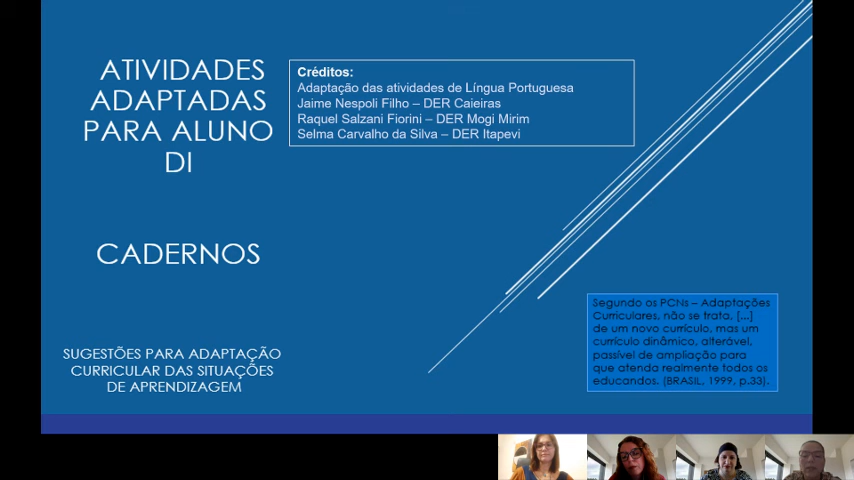 ATIVIDADES
ADAPTADAS
PARA ALUNO
DI
CADERNOS
SUGESTÕES PARA ADAPTAÇÃO
CURRICULAR DAS SITUAÇÕES
DE APRENDIZAGEM
Créditos:
Adaptação das atividades de Língua Portuguesa
Jaime Nespoli Filho – DER Caieiras
Raquel Salzani Fiorini – DER Mogi Mirim
Selma Carvalho da Silva – DER Itapevi
Segundo os PCNs – Adaptações
Curriculares, não se trata, [...]
de um novo currículo, mas um
currículo dinâmico, alterável,
passível de ampliação para
que atenda realmente todos os
educandos. (BRASIL, 1999, p.33).